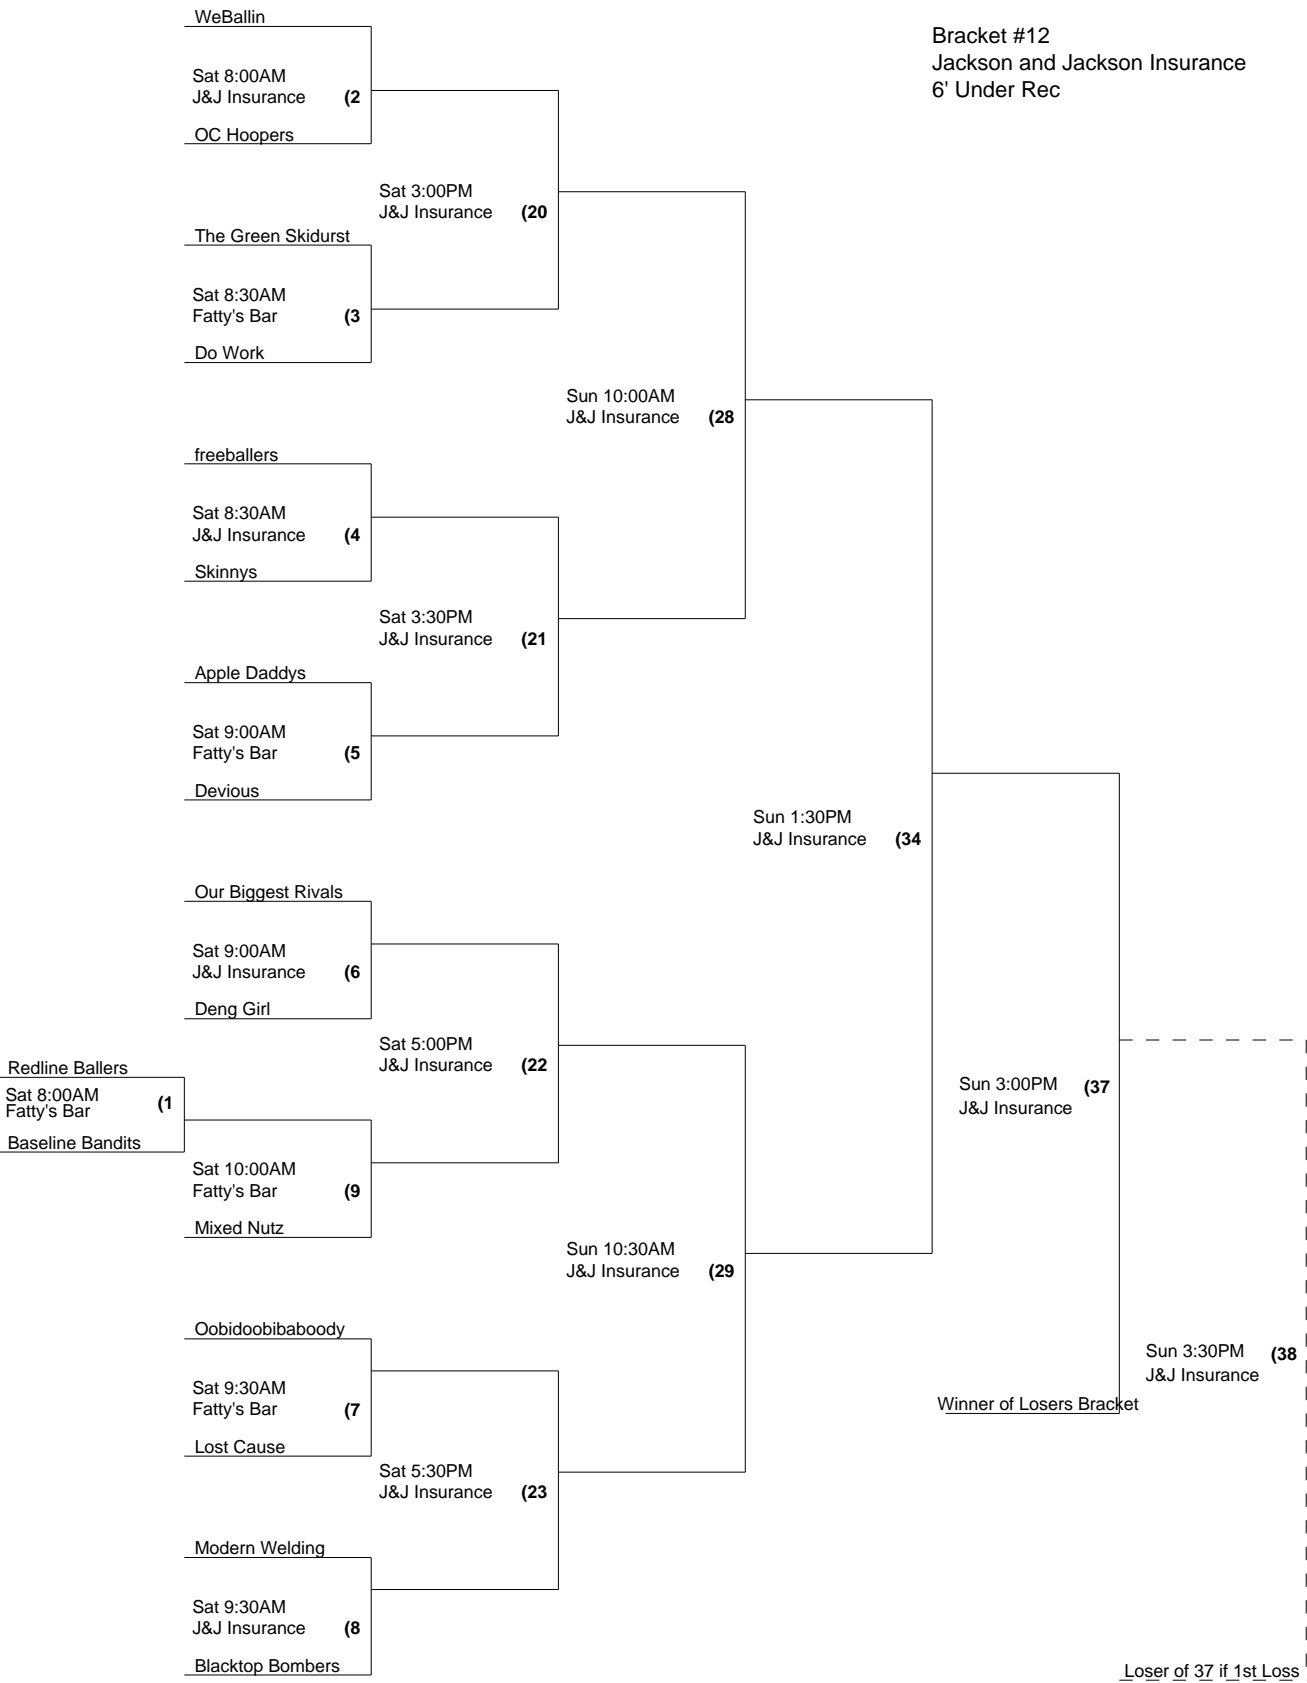 WeBallin
Bracket #12
Jackson and Jackson Insurance
6' Under Rec
Sat 8:00AM
J&J Insurance (2
OC Hoopers
Sat 3:00PM
J&J Insurance (20
The Green Skidurst
Sat 8:30AM
Fatty's Bar (3
Do Work
Sun 10:00AM
J&J Insurance (28
freeballers
Sat 8:30AM
J&J Insurance (4
Skinnys
Sat 3:30PM
J&J Insurance (21
Apple Daddys
Sat 9:00AM
Fatty's Bar (5
Devious
Sun 1:30PM
J&J Insurance (34
Our Biggest Rivals
Sat 9:00AM
J&J Insurance (6
Deng Girl
Sat 5:00PM
J&J Insurance (22
Redline Ballers
Sat 8:00AM
Fatty's Bar (1
Baseline Bandits
Sun 3:00PM (37
J&J Insurance
Sat 10:00AM
Fatty's Bar (9
Mixed Nutz
Sun 10:30AM
J&J Insurance (29
Oobidoobibaboody
Sat 9:30AM
Fatty's Bar (7
Lost Cause
Sun 3:30PM (38
J&J Insurance
Winner of Losers Bracket
Sat 5:30PM
J&J Insurance (23
Modern Welding
Sat 9:30AM
J&J Insurance (8
Blacktop Bombers
Loser of 37 if 1st Loss